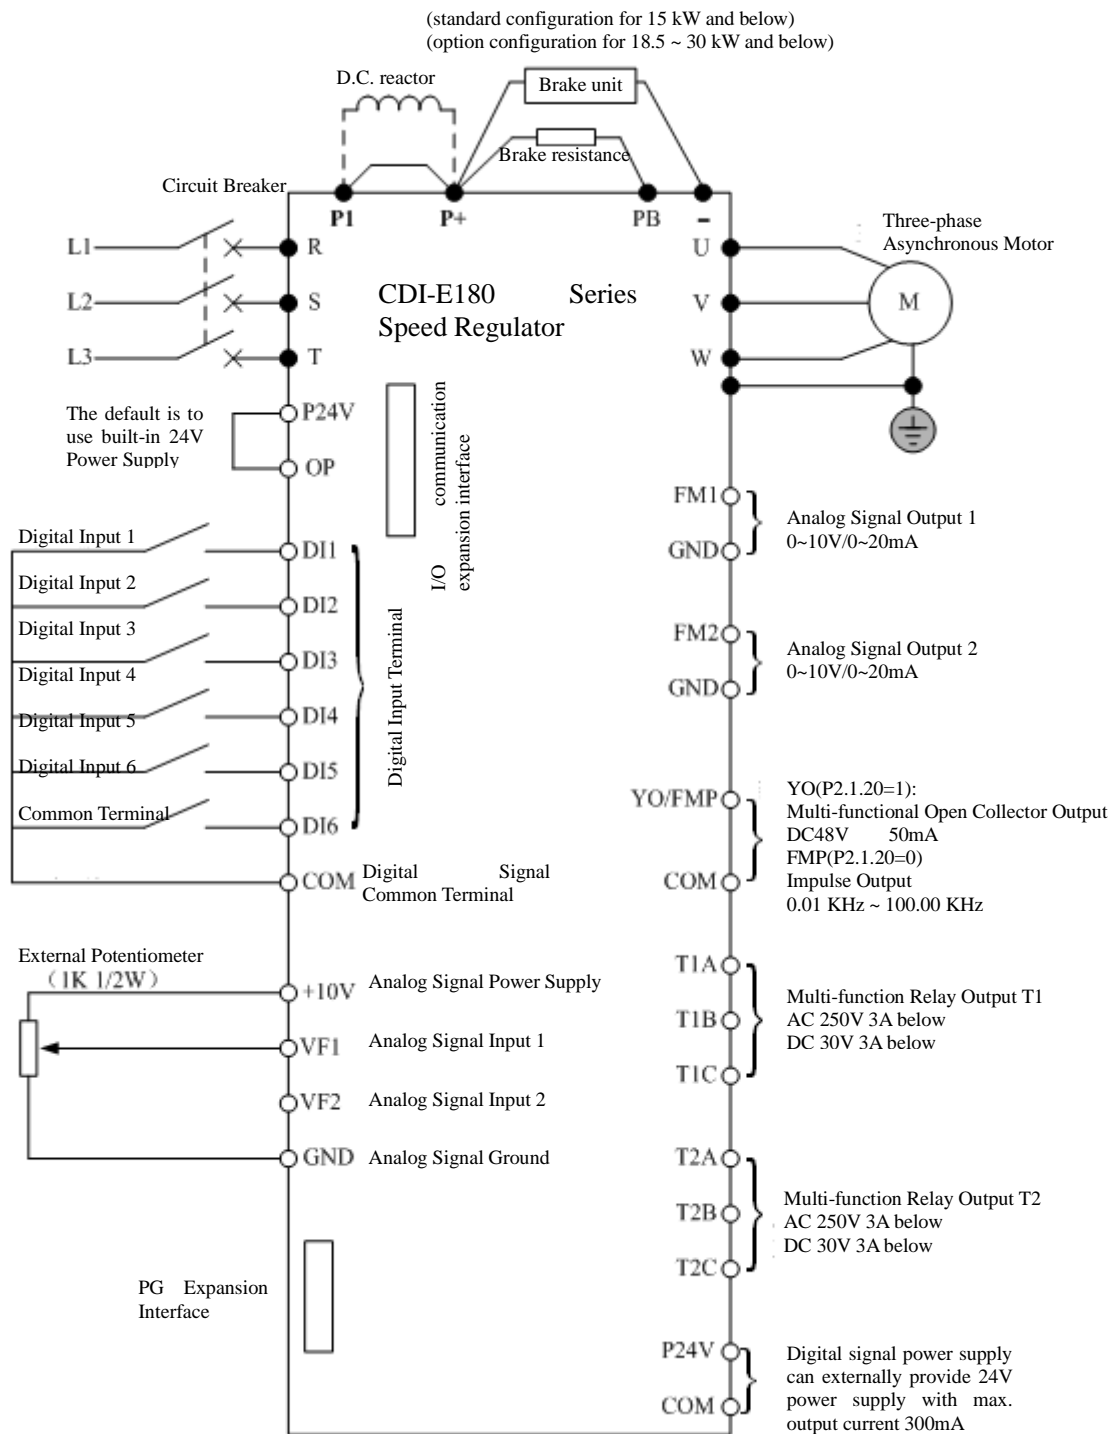 (standard configuration for 15 kW and below)
(option configuration for 18.5 ~ 30 kW and below)
D.C. reactor
Brake unit
Brake resistance
Circuit Breaker
P1
P+
PB
–
L1
R
L2
S
L3
T
CDI-E180 Series
Speed Regulator
U
V
W
Three-phase
Asynchronous Motor
M
The default is to
use built-in 24V
Power Supply
P24V
OP
I/O communication
expansion interface
Digital Input 1
DI1
Digital Input 2
DI2
Digital Input 3
DI3
Digital Input 4
DI4
Digital Input 5
DI5
Digital Input 6
DI6
Common Terminal
COM
Digital Input Terminal
Digital Signal
Common Terminal
External Potentiometer
(1K 1/2W)
+10V
Analog Signal Power Supply
VF1
Analog Signal Input 1
VF2
Analog Signal Input 2
GND
Analog Signal Ground
PG Expansion
Interface
FM1
GND
Analog Signal Output 1
0~10V/0~20mA
FM2
GND
Analog Signal Output 2
0~10V/0~20mA
YO/FMP
COM
YO(P2.1.20=1):
Multi-functional Open Collector Output
DC48V 50mA
FMP(P2.1.20=0)
Impulse Output
0.01 KHz ~ 100.00 KHz
T1A
T1B
T1C
Multi-function Relay Output T1
AC 250V 3A below
DC 30V 3A below
T2A
T2B
T2C
Multi-function Relay Output T2
AC 250V 3A below
DC 30V 3A below
P24V
COM
Digital signal power supply
can externally provide 24V
power supply with max.
output current 300mA